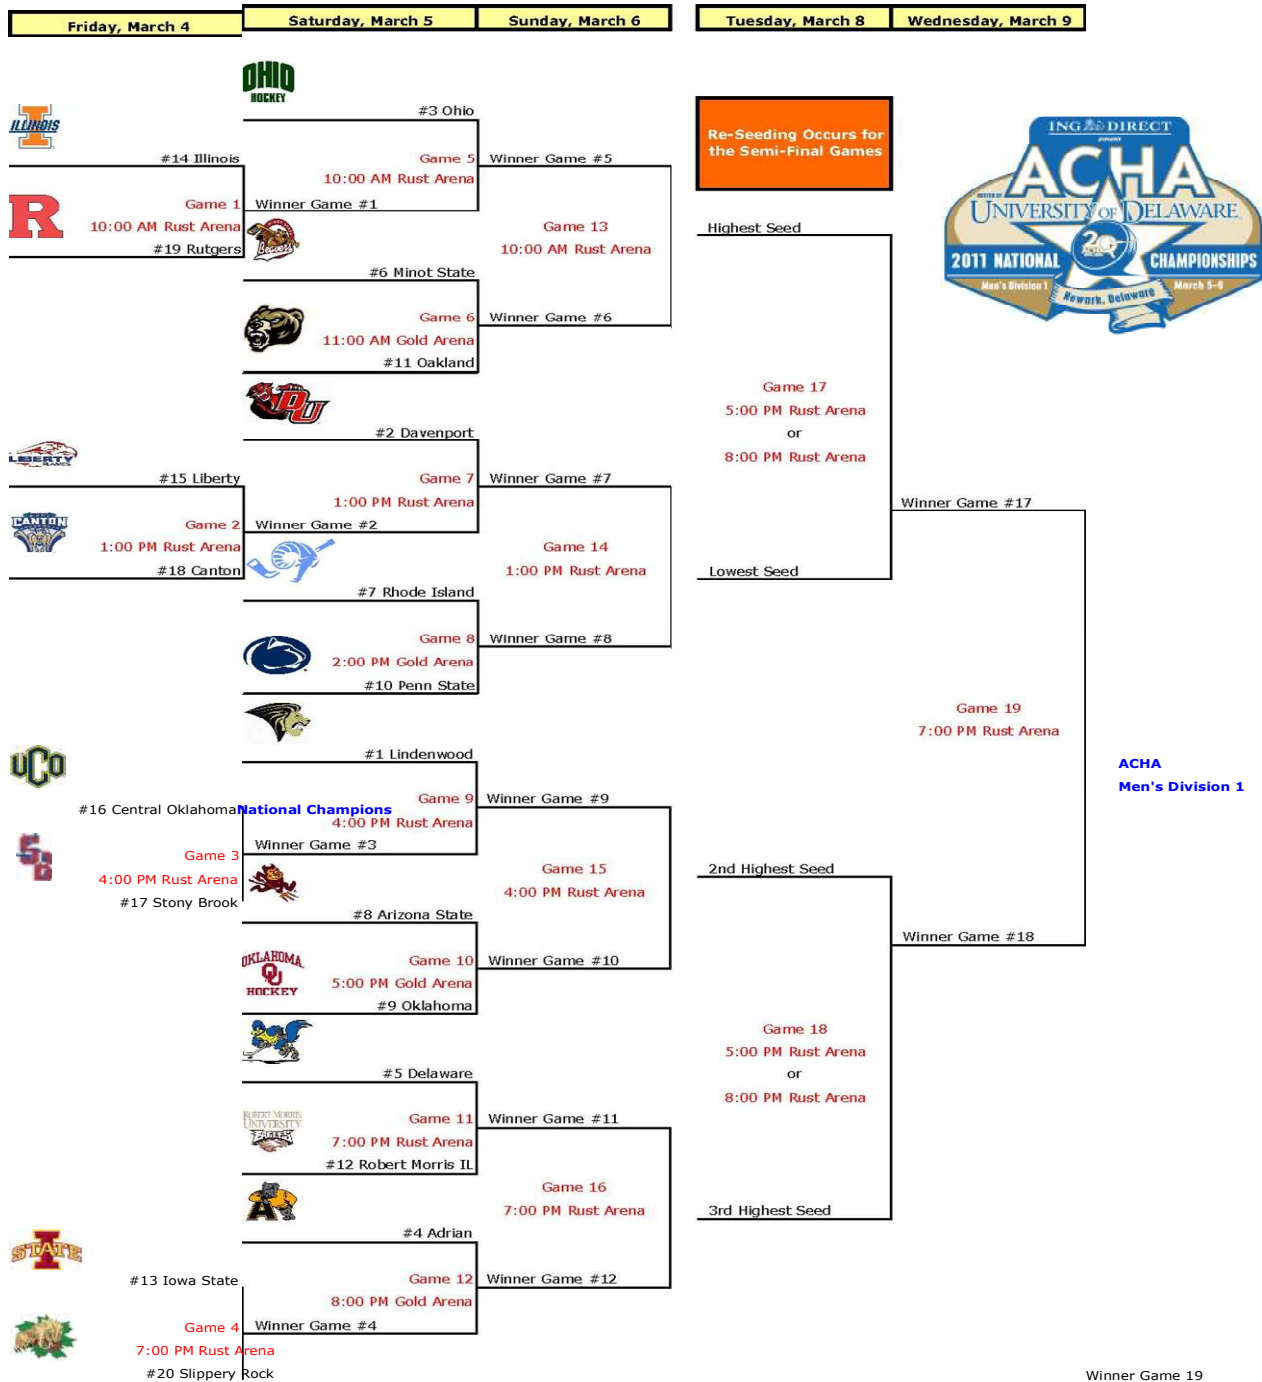 Friday, March 4
Saturday, March 5
Sunday, March 6
Tuesday, March 8
Wednesday, March 9
OHIO
HOCKEY
#3 Ohio
ILLINOIS
#14 Illinois
Game 5
10:00 AM Rust Arena
Winner Game #5
R
Game 1
10:00 AM Rust Arena
#19 Rutgers
Winner Game #1
Game 13
10:00 AM Rust Arena
Beavers
#6 Minot State
Game 6
11:00 AM Gold Arena
#11 Oakland
Winner Game #6
Re-Seeding Occurs for
the Semi-Final Games
ING DIRECT
presents
ACHA
UNIVERSITY OF DELAWARE
2011 NATIONAL CHAMPIONSHIPS
Men's Division 1
Newark, Delaware
Highest Seed
DU
#2 Davenport
Game 17
5:00 PM Rust Arena
or
8:00 PM Rust Arena
LIBERTY
FLAMES
#15 Liberty
Game 7
1:00 PM Rust Arena
Winner Game #7
CANTON
Game 2
1:00 PM Rust Arena
#18 Canton
Winner Game #2
Game 14
1:00 PM Rust Arena
Winner Game #17
Lowest Seed
#7 Rhode Island
Game 8
2:00 PM Gold Arena
#10 Penn State
Winner Game #8
#1 Lindenwood
UCO
#16 Central Oklahoma
National Champions
Game 9
4:00 PM Rust Arena
Winner Game #9
Game 19
7:00 PM Rust Arena
ACHA
Men's Division 1
SB
Game 3
4:00 PM Rust Arena
#17 Stony Brook
Winner Game #3
Game 15
4:00 PM Rust Arena
2nd Highest Seed
#8 Arizona State
OKLAHOMA
OU
HOCKEY
Game 10
5:00 PM Gold Arena
#9 Oklahoma
Winner Game #10
Winner Game #18
#5 Delaware
Game 18
5:00 PM Rust Arena
or
8:00 PM Rust Arena
ROBERT MORRIS
UNIVERSITY
EAGLES
Game 11
7:00 PM Rust Arena
#12 Robert Morris IL
Winner Game #11
A
Game 16
7:00 PM Rust Arena
3rd Highest Seed
#4 Adrian
I
STATE
#13 Iowa State
Game 12
8:00 PM Gold Arena
Winner Game #12
Game 4
7:00 PM Rust Arena
#20 Slippery Rock
Winner Game #4
Winner Game 19